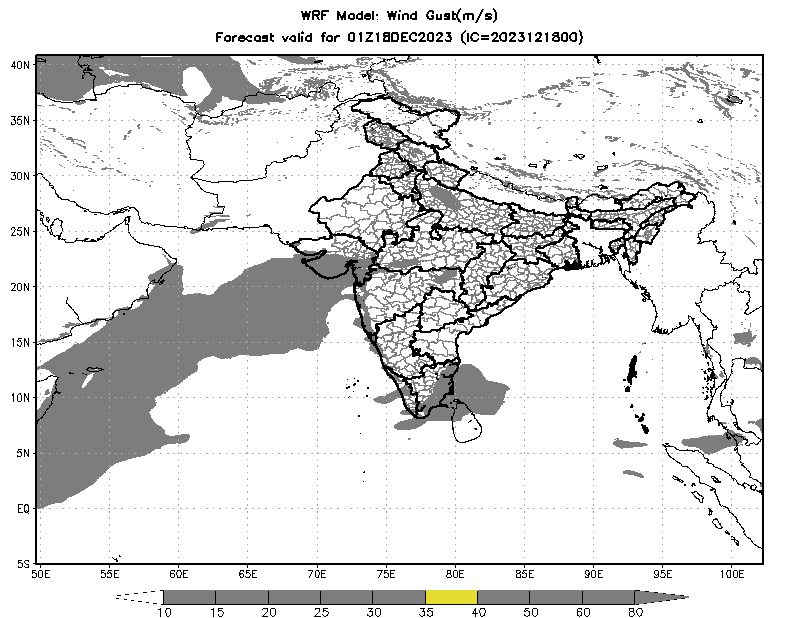 WRF Model: Wind Gust(m/s)
Forecast valid for 01Z18DEC2023 (IC=2023121800)
40N
35N
30N
25N
20N
15N
10N
5N
EQ
5S
50E 55E 60E 65E 70E 75E 80E 85E 90E 95E 100E
10 15 20 25 30 35 40 50 60 80